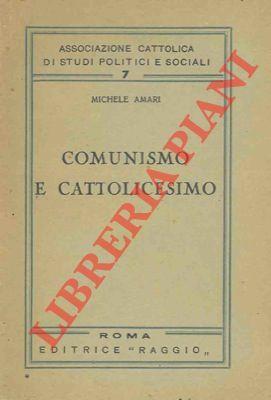 ASSOCIAZIONE CATTOLICA
DI STUDI POLITICI E SOCIALI
7
MICHELE AMARI
COMUNISMO
E CATTOLICESIMO
LIBRERIAPIANI
ROMA
EDITRICE "RAGGIO„